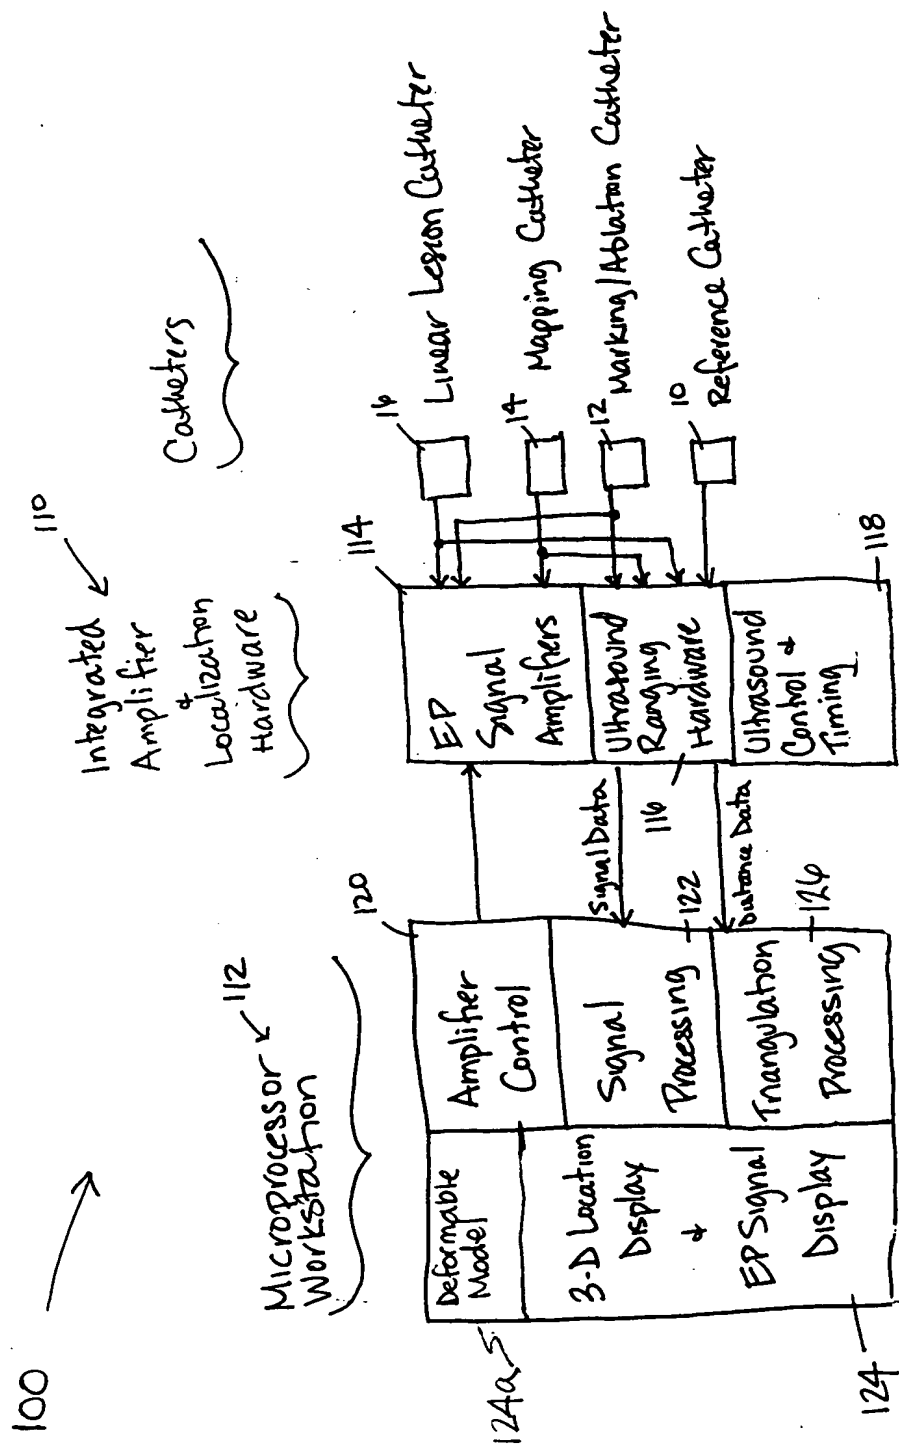 100
Microprocessor
Workstation
112
Integrated
Amplifier
&
Localization
Hardware
110
Catheters
124a
Deformable
Model
3-D Location
Display
&
EP Signal
Display
124
120
Amplifier
Control
Signal
Processing
122
Triangulation
Processing
126
Signal Data
Distance Data
114
EP
Signal
Amplifiers
Ultrasound
Ranging
Hardware
116
Ultrasound
Control &
Timing
118
16
Linear Lesion Catheter
14
Mapping Catheter
12
Marking/Ablation Catheter
10
Reference Catheter